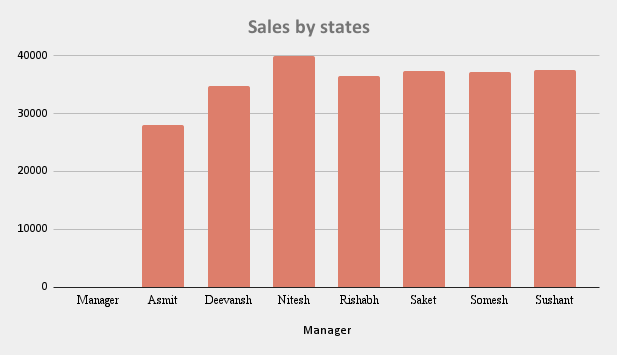 Sales by states
40000
30000
20000
10000
0
Manager Asmit Deevansh Nitesh Rishabh Saket Somesh Sushant
Manager